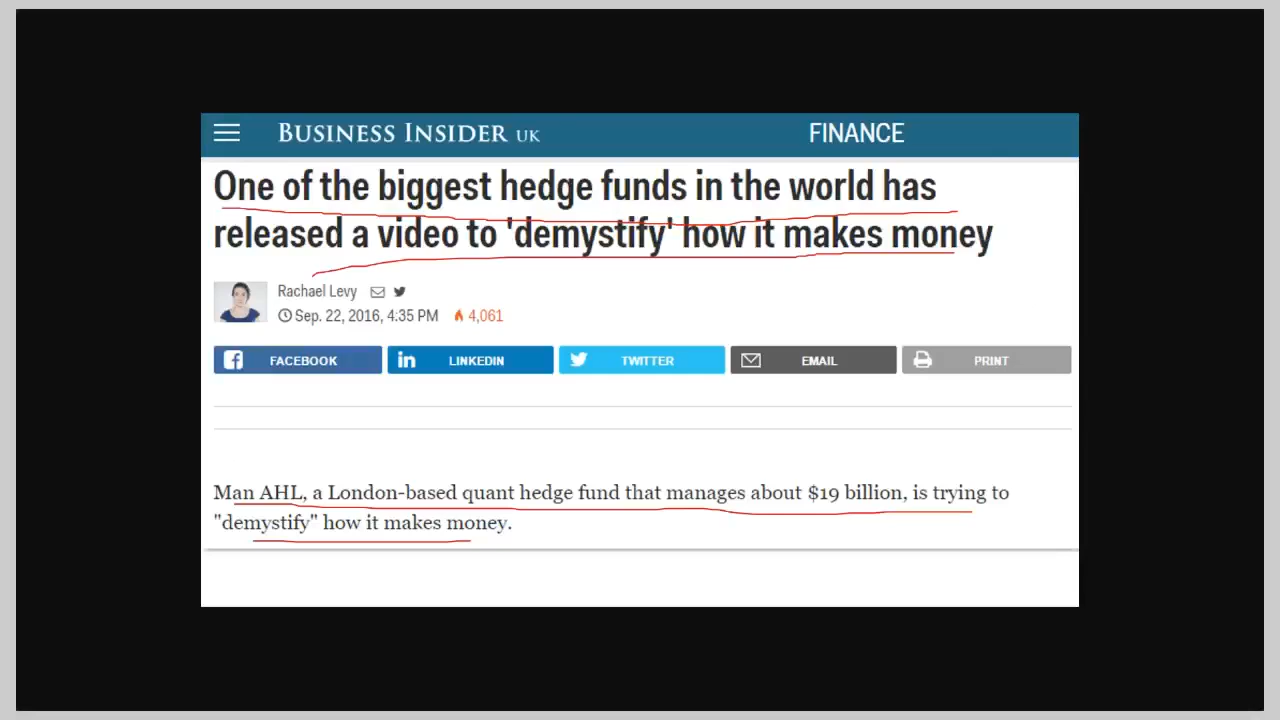 BUSINESS INSIDER UK FINANCE
One of the biggest hedge funds in the world has
released a video to 'demystify' how it makes money
Rachael Levy
Sep. 22, 2016, 4:35 PM 4,061
FACEBOOK LINKEDIN TWITTER EMAIL PRINT
Man AHL, a London-based quant hedge fund that manages about $19 billion, is trying to
"demystify" how it makes money.